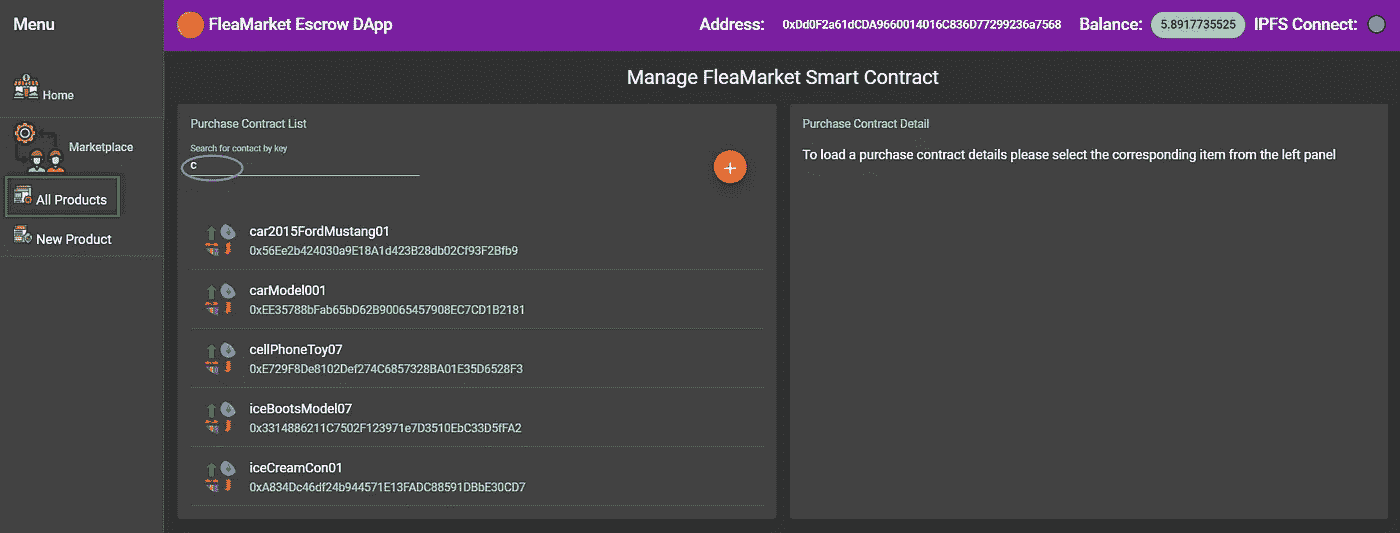 Menu
Home
Marketplace
All Products
New Product
FleaMarket Escrow DApp
Address: 0xDd0F2a61dCDA9660014016C836D77299236a7568 Balance: 5.8917735525 IPFS Connect:
Manage FleaMarket Smart Contract
Purchase Contract List
Search for contact by key
c
+
car2015FordMustang01
0x56Ee2b424030a9E18A1d423B28db02Cf93F2Bfb9
carModel001
0xEE35788bFab65bD62B90065457908EC7CD1B2181
cellPhoneToy07
0xE729F8De8102Def274C6857328BA01E35D6528F3
iceBootsModel07
0x3314886211C7502F123971e7D3510EbC33D5fFA2
iceCreamCon01
0xA834Dc46df24b944571E13FADC88591DBbE30CD7
Purchase Contract Detail
To load a purchase contract details please select the corresponding item from the left panel